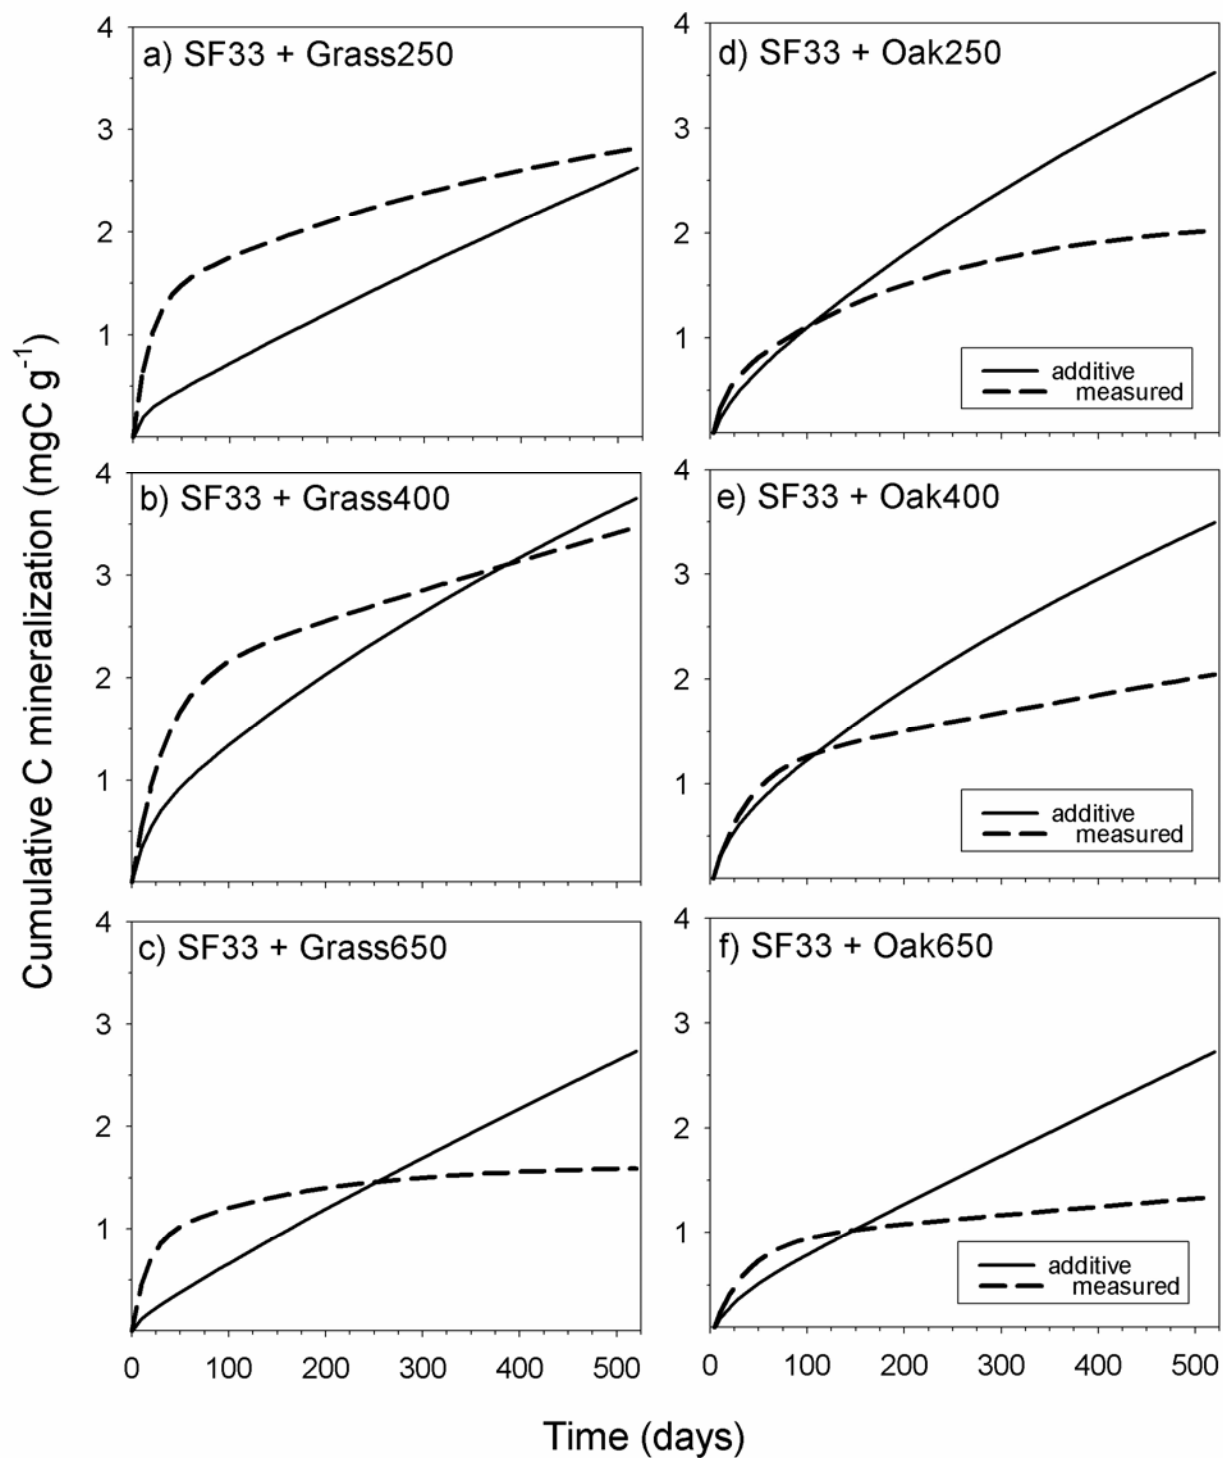 Cumulative C mineralization (mgC g⁻¹)
a) SF33 + Grass250
4
3
2
1
d) SF33 + Oak250
4
3
2
1
additive
measured
b) SF33 + Grass400
4
3
2
1
e) SF33 + Oak400
4
3
2
1
additive
measured
c) SF33 + Grass650
4
3
2
1
0 100 200 300 400 500
f) SF33 + Oak650
4
3
2
1
additive
measured
0 100 200 300 400 500
Time (days)